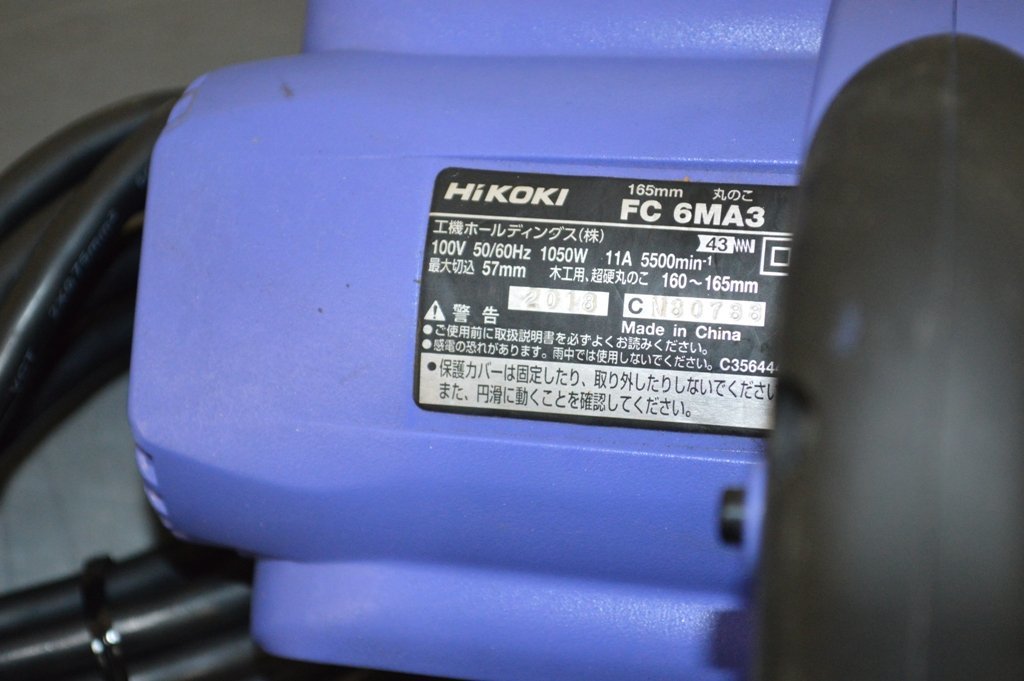 HiKOKI
165mm 丸のこ
FC 6MA3
工機ホールディングス(株)
43
100V 50/60Hz 1050W 11A 5500min-1
最大切込 57mm 木工用、超硬丸のこ 160～165mm
2018 C
Made in China
警告
●ご使用前に取扱説明書を必ずよくお読みください。
●感電の恐れがあります。雨中では使用しないでください。 C356444
●保護カバーは固定したり、取り外したりしないでください
また、円滑に動くことを確認してください。